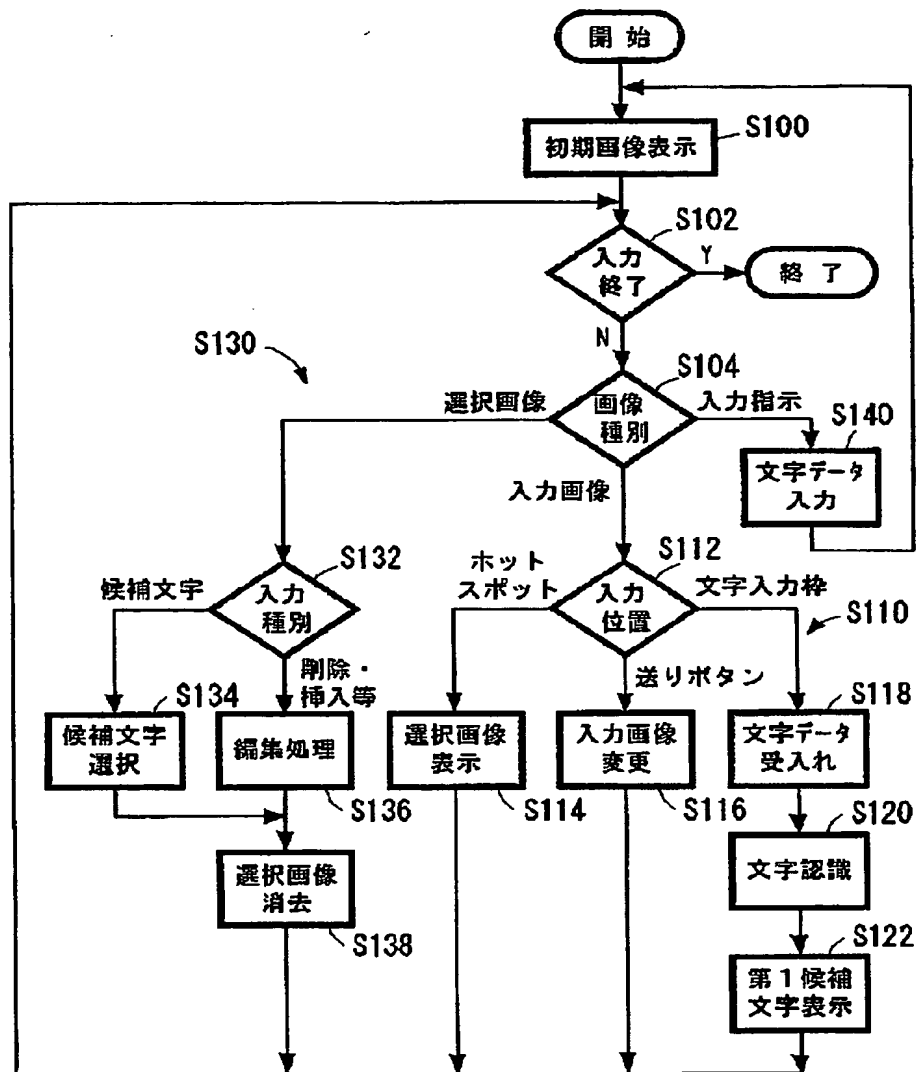 開始
S100
初期画像表示
S102
入力
終了
Y
終了
N
S130
S104
選択画像
画像
種別
入力指示
S140
文字データ
入力
入力画像
S132
候補文字
入力
種別
ホット
スポット
S112
入力
位置
文字入力枠
S110
削除・
挿入等
送りボタン
S134
候補文字
選択
編集処理
S136
選択画像
表示
S114
入力画像
変更
S116
S118
文字データ
受入れ
S120
文字認識
選択画像
消去
S138
S122
第1候補
文字表示